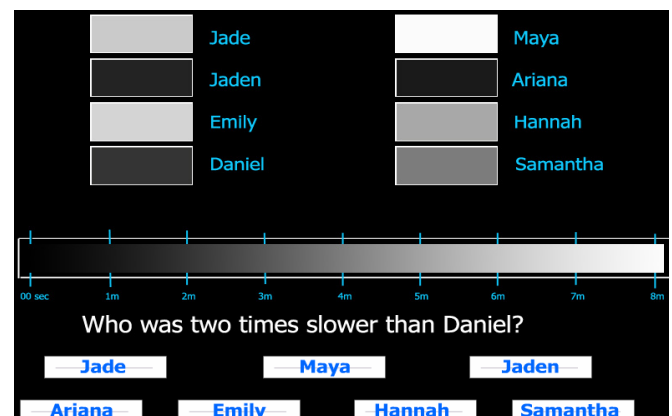 Jade Maya
Jaden Ariana
Emily Hannah
Daniel Samantha
00 sec 1m 2m 3m 4m 5m 6m 7m 8m
Who was two times slower than Daniel?
Jade Maya Jaden
Ariana Emily Hannah Samantha